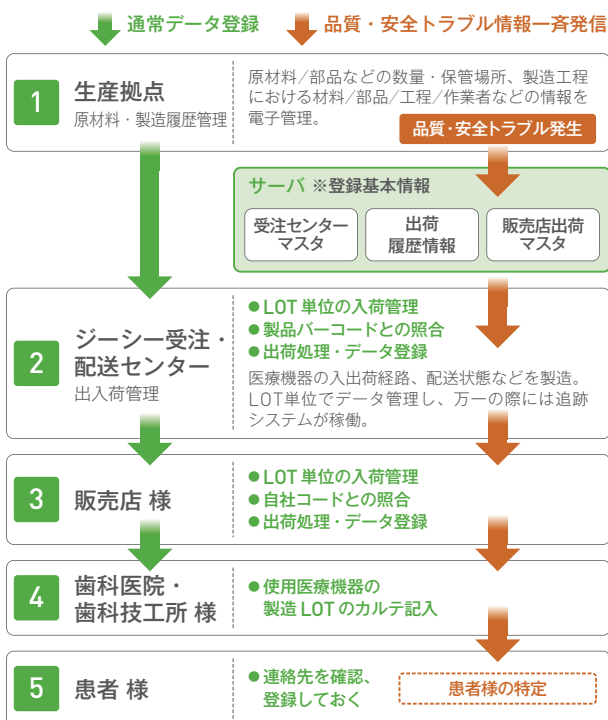 通常データ登録
品質・安全トラブル情報一斉発信
1
生産拠点
原材料・製造履歴管理
原材料/部品などの数量・保管場所、製造工程
における材料/部品/工程/作業者などの情報を
電子管理。
品質・安全トラブル発生
サーバ ※登録基本情報
受注センター
マスタ
出荷
履歴情報
販売店出荷
マスタ
2
ジーシー受注・
配送センター
出入荷管理
●LOT 単位の入荷管理
●製品バーコードとの照合
●出荷処理・データ登録
医療機器の入出荷経路、配送状態などを製造。
LOT単位でデータ管理し、万一の際には追跡
システムが稼働。
3
販売店 様
●LOT 単位の入荷管理
●自社コードとの照合
●出荷処理・データ登録
4
歯科医院・
歯科技工所 様
●使用医療機器の
製造 LOT のカルテ記入
5
患者 様
●連絡先を確認、
登録しておく
患者様の特定